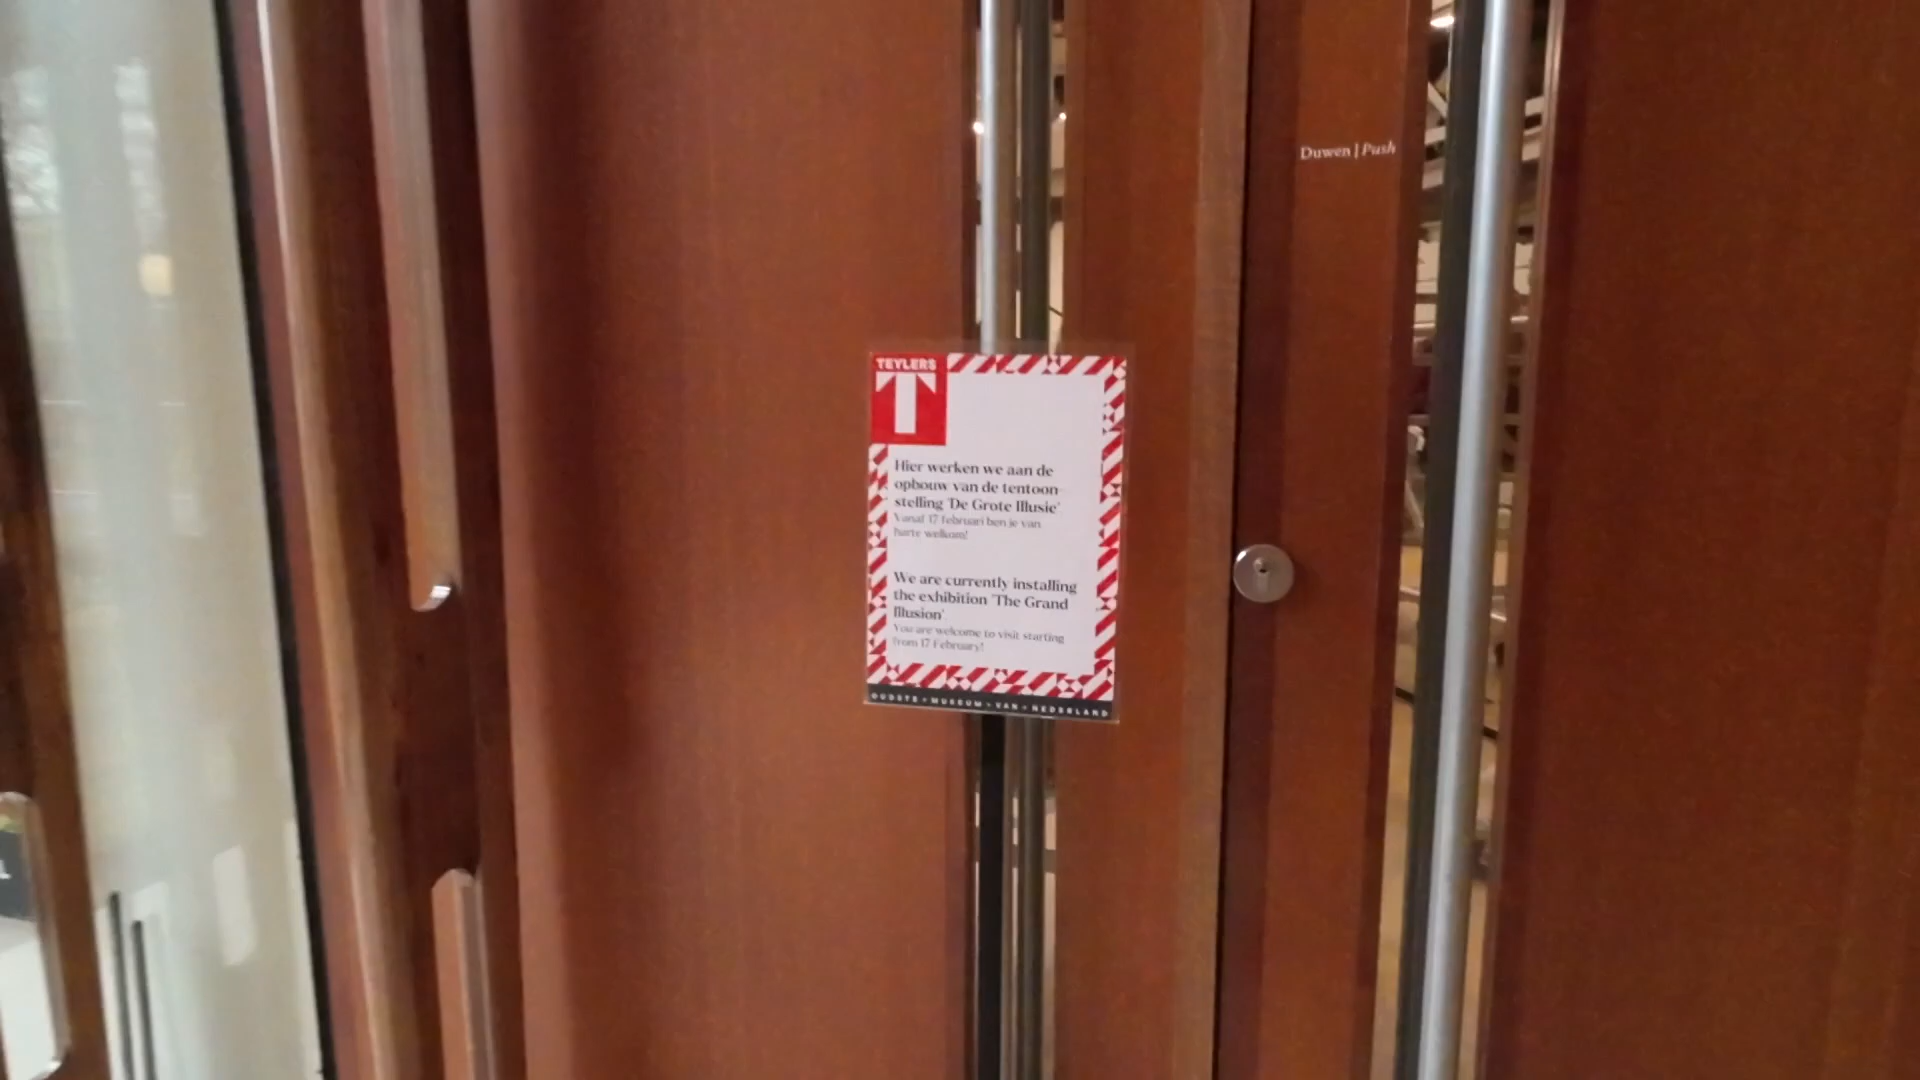 Duwen | Push
TEYLERS
T
Hier werken we aan de
opbouw van de tentoon-
stelling 'De Grote Illusie'
Vanaf 17 februari ben je van
harte welkom!
We are currently installing
the exhibition 'The Grand
Illusion'.
You are welcome to visit starting
from 17 February!
OUDSTE • MUSEUM • VAN • NEDERLAND